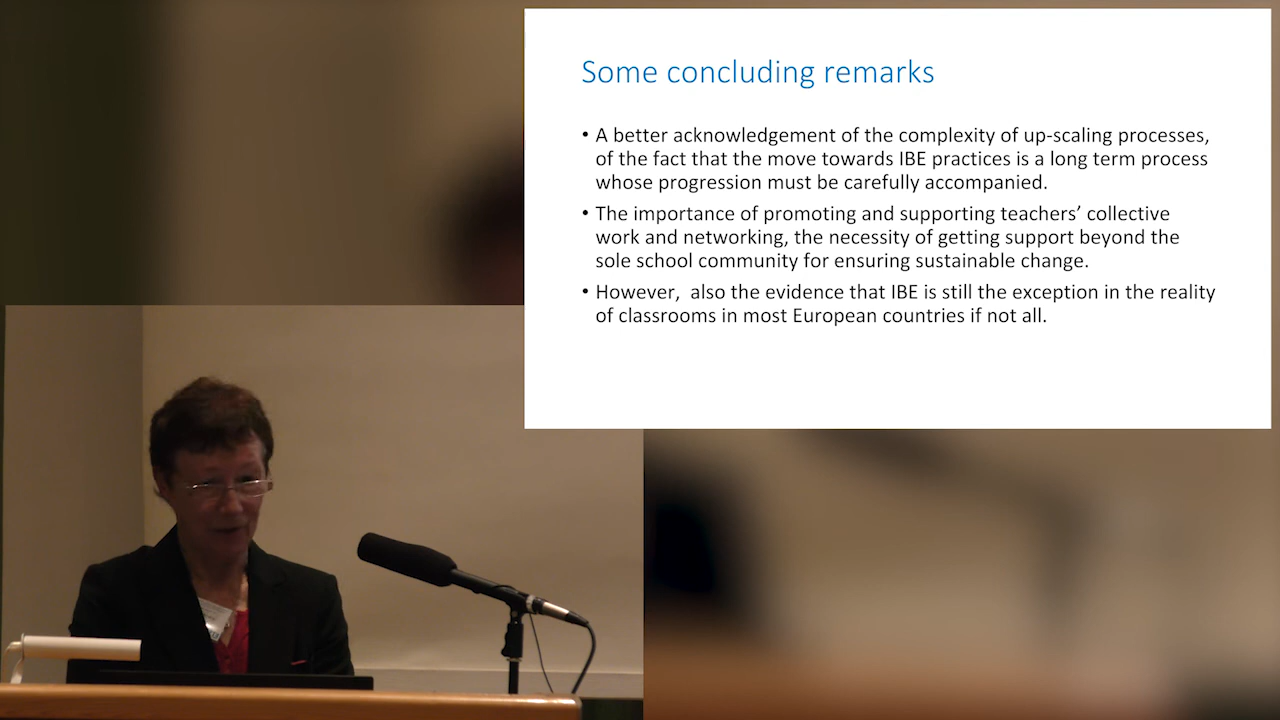 Some concluding remarks
• A better acknowledgement of the complexity of up-scaling processes,
of the fact that the move towards IBE practices is a long term process
whose progression must be carefully accompanied.
• The importance of promoting and supporting teachers’ collective
work and networking, the necessity of getting support beyond the
sole school community for ensuring sustainable change.
• However,  also the evidence that IBE is still the exception in the reality
of classrooms in most European countries if not all.